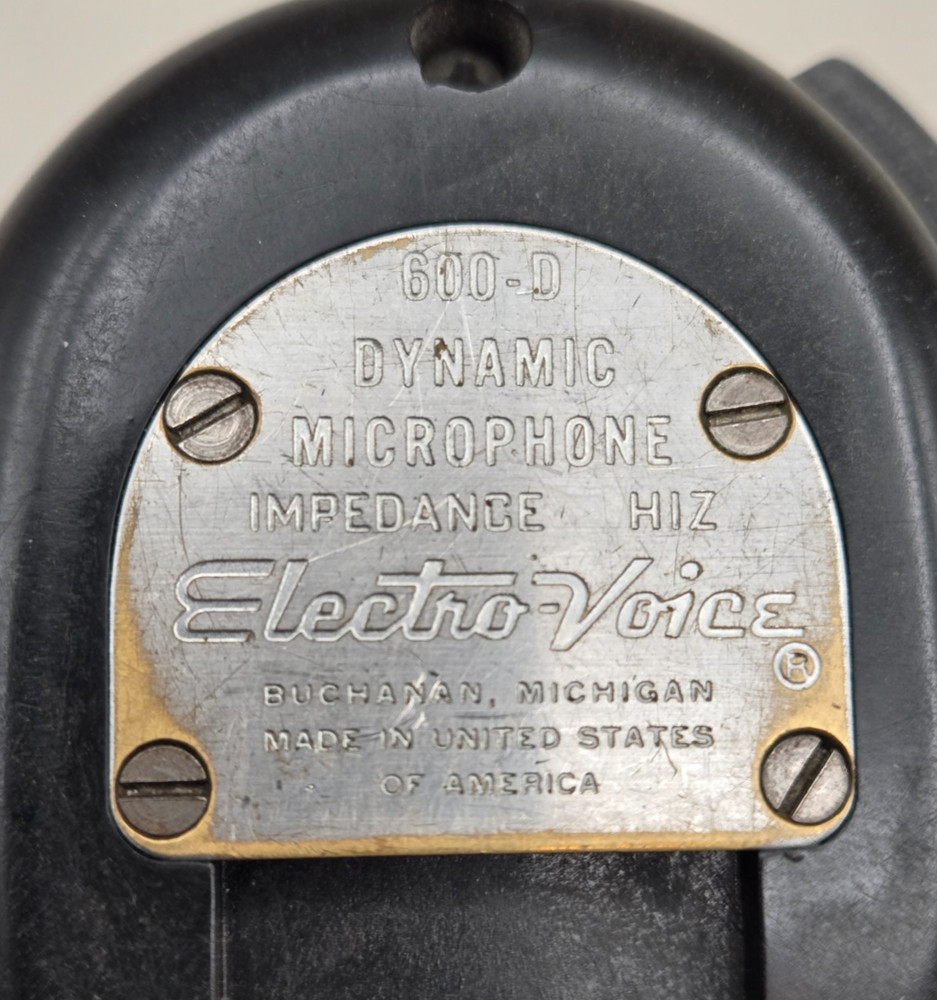 600-D
DYNAMIC
MICROPHONE
IMPEDANCE HIZ
Electro-Voice
®
BUCHANAN, MICHIGAN
MADE IN UNITED STATES
OF AMERICA